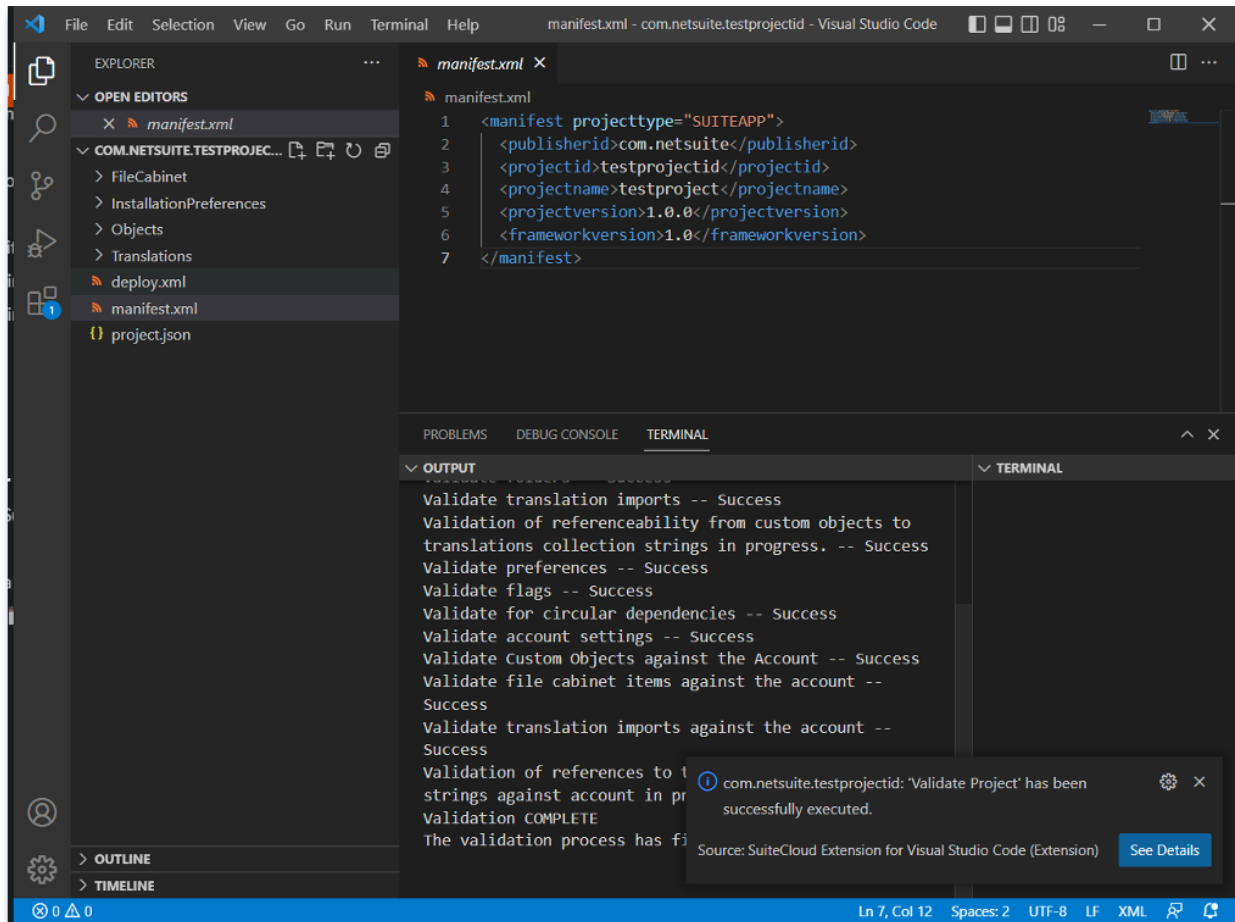 File Edit Selection View Go Run Terminal Help manifest.xml - com.netsuite.testprojectid - Visual Studio Code
EXPLORER
OPEN EDITORS
manifest.xml
COM.NETSUITE.TESTPROJEC...
FileCabinet
InstallationPreferences
Objects
Translations
deploy.xml
manifest.xml
project.json
OUTLINE
TIMELINE
1
manifest.xml
manifest.xml
1 <manifest projecttype="SUITEAPP">
2 <publisherid>com.netsuite</publisherid>
3 <projectid>testprojectid</projectid>
4 <projectname>testproject</projectname>
5 <projectversion>1.0.0</projectversion>
6 <frameworkversion>1.0</frameworkversion>
7 </manifest>
PROBLEMS DEBUG CONSOLE TERMINAL
OUTPUT
TERMINAL
Validate folders -- Success
Validate translation imports -- Success
Validation of referenceability from custom objects to
translations collection strings in progress. -- Success
Validate preferences -- Success
Validate flags -- Success
Validate for circular dependencies -- Success
Validate account settings -- Success
Validate Custom Objects against the Account -- Success
Validate file cabinet items against the account --
Success
Validate translation imports against the account --
Success
Validation of references to
strings against account in
Validation COMPLETE
The validation process has
com.netsuite.testprojectid: 'Validate Project' has been
successfully executed.
Source: SuiteCloud Extension for Visual Studio Code (Extension)
See Details
0 0 Ln 7, Col 12 Spaces: 2 UTF-8 LF XML